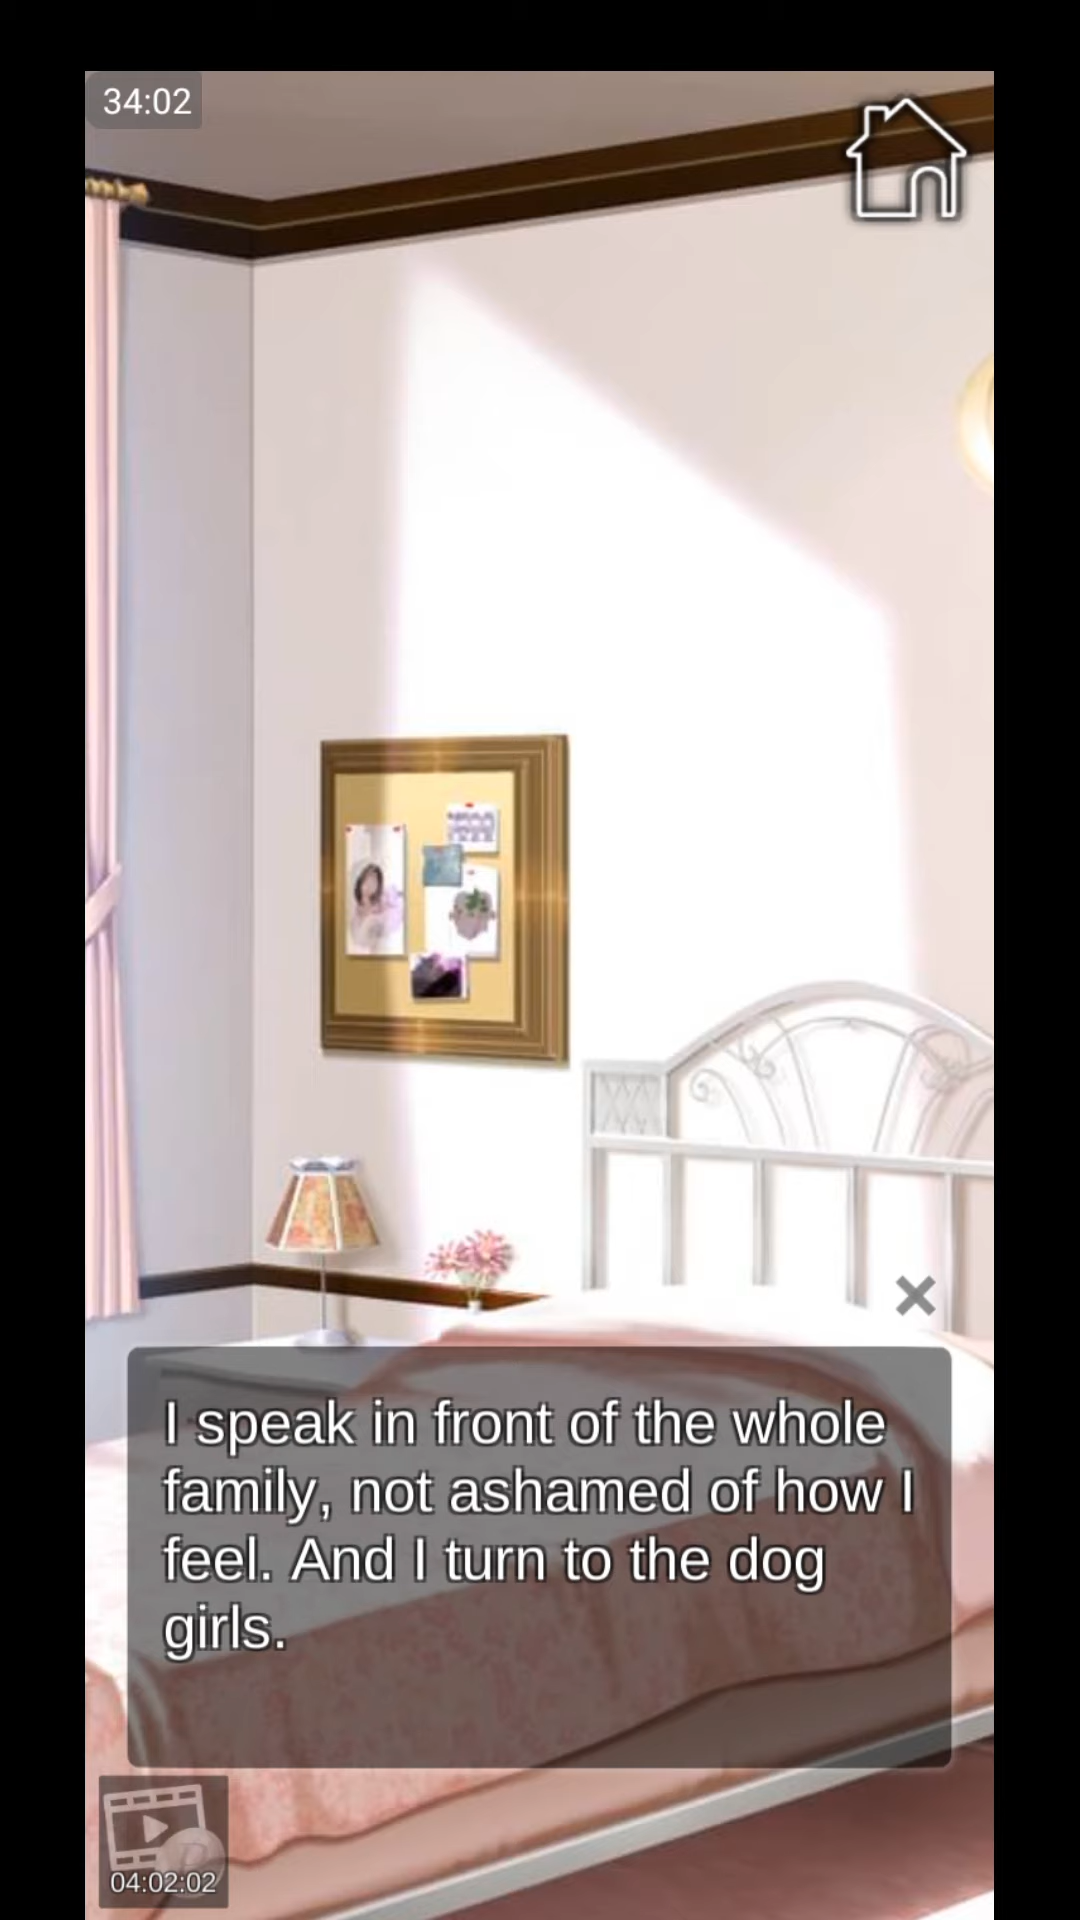 34:02
I speak in front of the whole
family, not ashamed of how I
feel. And I turn to the dog
girls.
04:02:02